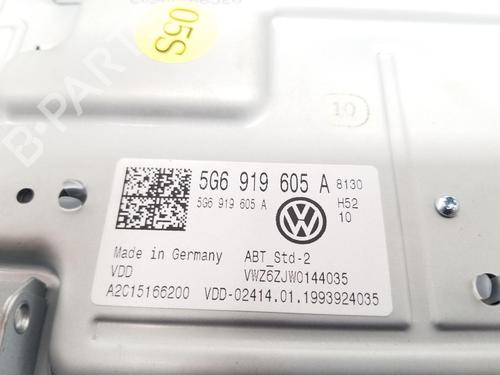 05S
B-PARTS
10
5G6 919 605 A 8130
5G6 919 605 A H52
10
Made in Germany ABT_Std-2
VDD VWZ6ZJW0144035
A2C15166200 VDD-02414.01.1993924035